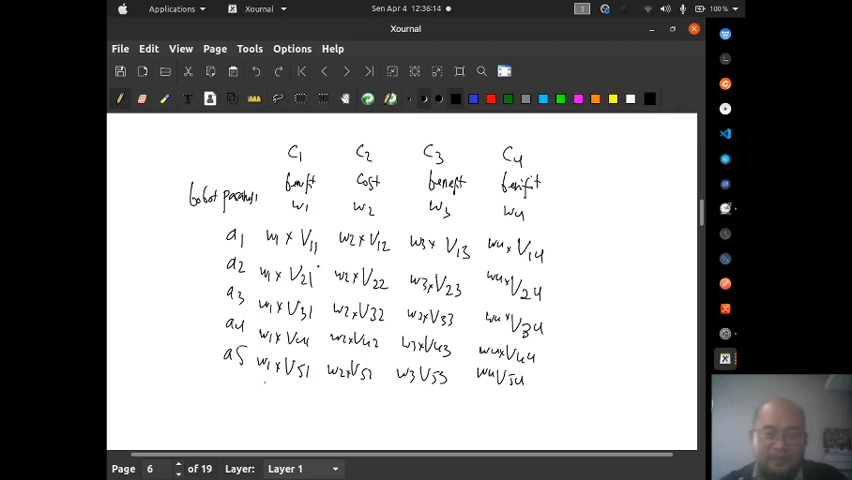 Applications Xournal Sen Apr 4 12:36:14 1 100 %
Xournal
File Edit View Page Tools Options Help
C1 C2 C3 C4
benefit cost benefit benefit
bobot
w1 w2 w3 w4
a1 w1 x V11 w2 x V12 w3 x V13 w4 x V14
a2 w1 x V21 w2 x V22 w3 x V23 w4 x V24
a3 w1 x V31 w2 x V32 w3 x V33 w4 x V34
a4 w1 x V41 w2 x V42 w3 x V43 w4 x V44
a5 w1 x V51 w2 x V52 w3 V53 w4 V54
Page 6 of 19 Layer: Layer 1